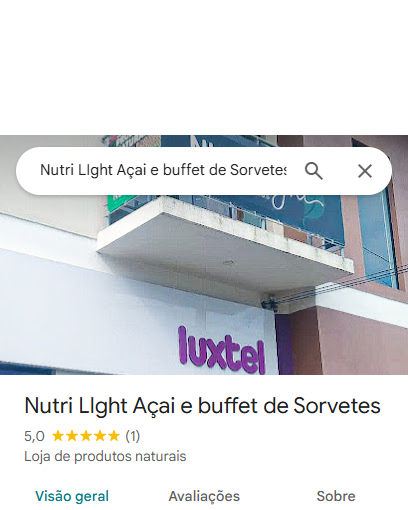 Nutri LIght Açai e buffet de Sorvetes
luxtel
Nutri LIght Açai e buffet de Sorvetes
5,0 (1)
Loja de produtos naturais
Visão geral Avaliações Sobre